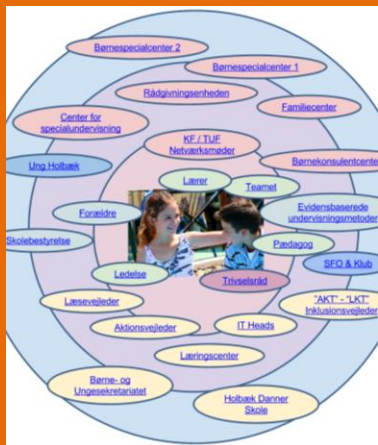 Børnespecialcenter 2
Børnespecialcenter 1
Rådgivningsenheden
Familiecenter
Center for
specialundervisning
KF / TUF
Netværksmøder
Ung Holbæk
Børnekonsulentcente
Lærer
Teamet
Forældre
Evidensbaserede
undervisningsmetoder
Skolebestyrelse
Pædagog
SFO & Klub
Ledelse
Trivselsråd
Læsevejleder
"AKT" - "LKT"
Inklusionsvejleder
Aktionsvejleder
IT Heads
Læringscenter
Børne- og
Ungesekretariatet
Holbæk Danner
Skole